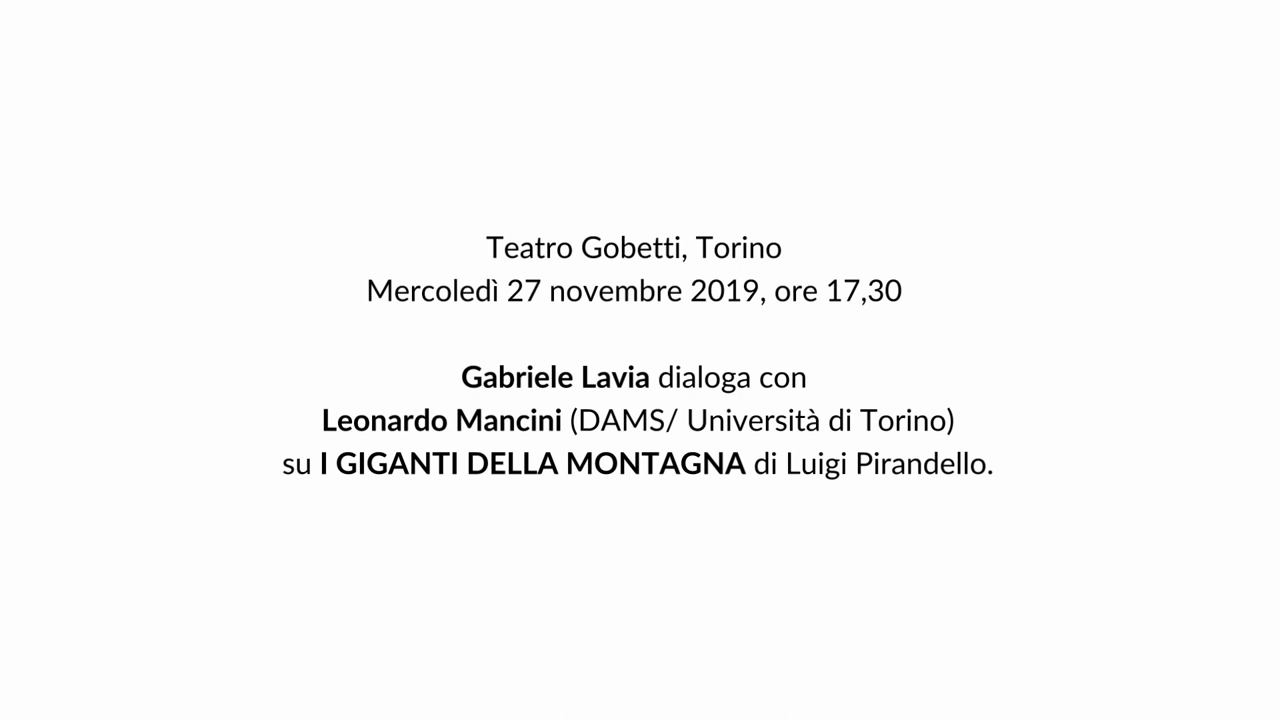 Teatro Gobetti, Torino
Mercoledì 27 novembre 2019, ore 17,30
Gabriele Lavia dialoga con
Leonardo Mancini (DAMS/ Università di Torino)
su I GIGANTI DELLA MONTAGNA di Luigi Pirandello.